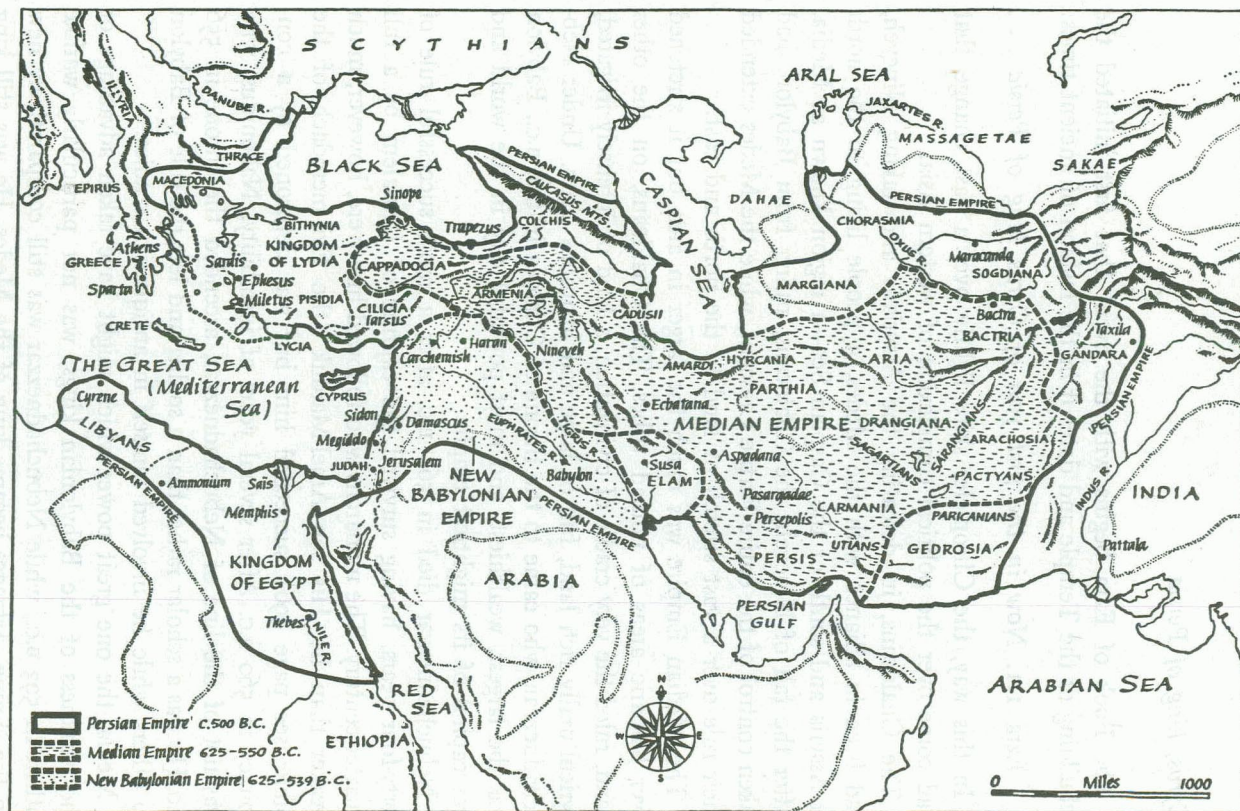 SCYTHIANS
ARAL SEA
JAXARTES R.
MASSAGETAE
SAKAE
ILLYRIA
DANUBE R.
THRACE
BLACK SEA
PERSIAN EMPIRE
CAUCASUS MTS.
CASPIAN SEA
DAHAE
CHORASMIA
PERSIAN EMPIRE
EPIRUS
MACEDONIA
Sinope
COLCHIS
OXUS R.
Maracanda
SOGDIANA
BITHYNIA
Trapezus
MARGIANA
Athens
GREECE
Sparta
Sardis
KINGDOM
OF LYDIA
CAPPADOCIA
ARMENIA
CADUSII
Bactra
BACTRIA
Taxila
GANDARA
Ephesus
Miletus
PISIDIA
CILICIA
Tarsus
Nineveh
AMARDI
HYRCANIA
ARIA
CRETE
LYCIA
Carchemish
Haran
PARTHIA
PERSIAN EMPIRE
THE GREAT SEA
(Mediterranean
Sea)
CYPRUS
Ecbatana
MEDIAN EMPIRE
DRANGIANA
Cyrene
LIBYANS
Sidon
Damascus
EUPHRATES R.
TIGRIS R.
SAGARTIANS
SARANGIANS
ARACHOSIA
Megiddo
JUDAH
Jerusalem
Babylon
Susa
ELAM
Aspadana
PACTYANS
INDUS R.
INDIA
PERSIAN EMPIRE
Ammonium
Sais
Memphis
NEW
BABYLONIAN
EMPIRE
PERSIAN EMPIRE
Pasargadae
Persepolis
CARMANIA
PARICANIANS
UTIANS
GEDROSIA
Pattala
KINGDOM
OF EGYPT
ARABIA
PERSIS
PERSIAN
GULF
Thebes
NILE R.
RED
SEA
ARABIAN SEA
ETHIOPIA
N
W
E
S
Persian Empire c.500 B.C.
Median Empire 625-550 B.C.
New Babylonian Empire 625-539 B.C.
0 Miles 1000